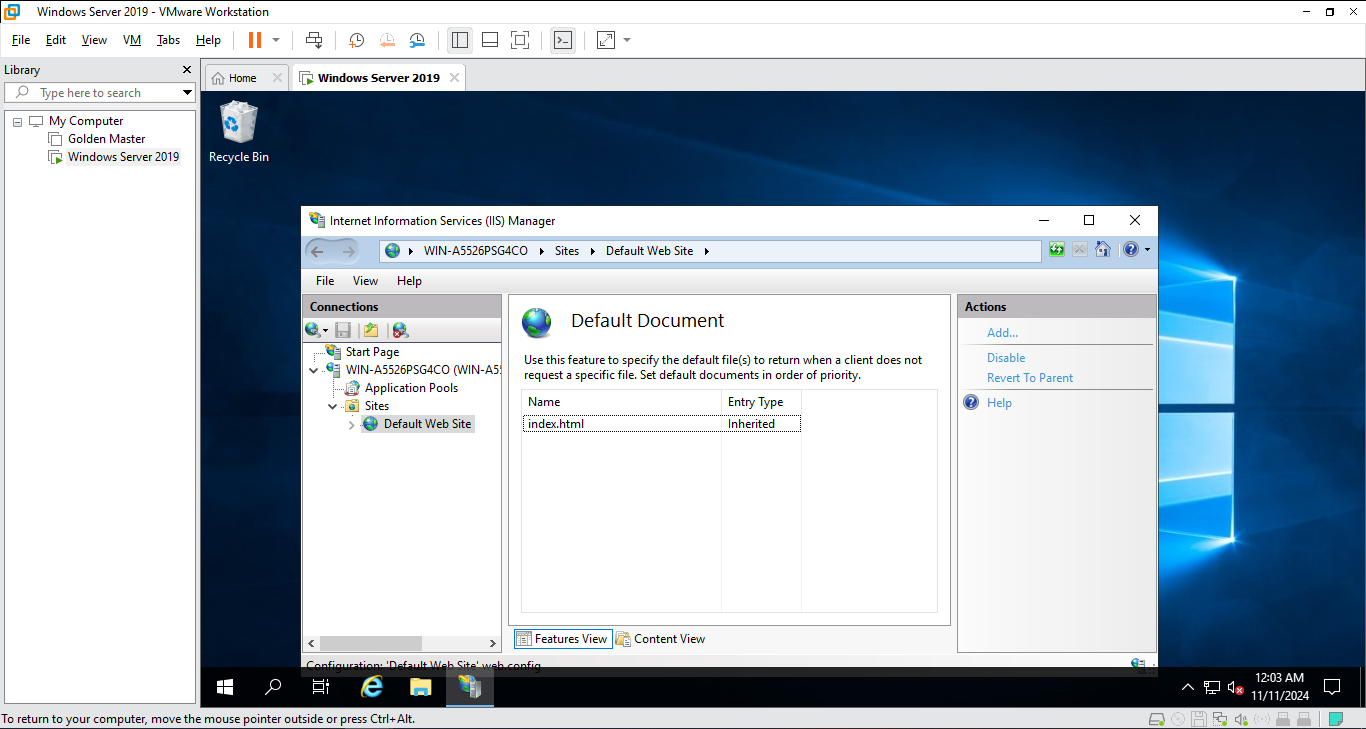 Windows Server 2019 - VMware Workstation
File Edit View VM Tabs Help
Library
Type here to search
My Computer
Golden Master
Windows Server 2019
Home
Windows Server 2019
Recycle Bin
Internet Information Services (IIS) Manager
WIN-A5526PSG4CO Sites Default Web Site
File View Help
Connections
Start Page
WIN-A5526PSG4CO (WIN-A55
Application Pools
Sites
Default Web Site
Default Document
Use this feature to specify the default file(s) to return when a client does not
request a specific file. Set default documents in order of priority.
Name Entry Type
index.html Inherited
Features View Content View
Actions
Add...
Disable
Revert To Parent
Help
Configuration: 'Default Web Site' web.config
12:03 AM
11/11/2024
To return to your computer, move the mouse pointer outside or press Ctrl+Alt.